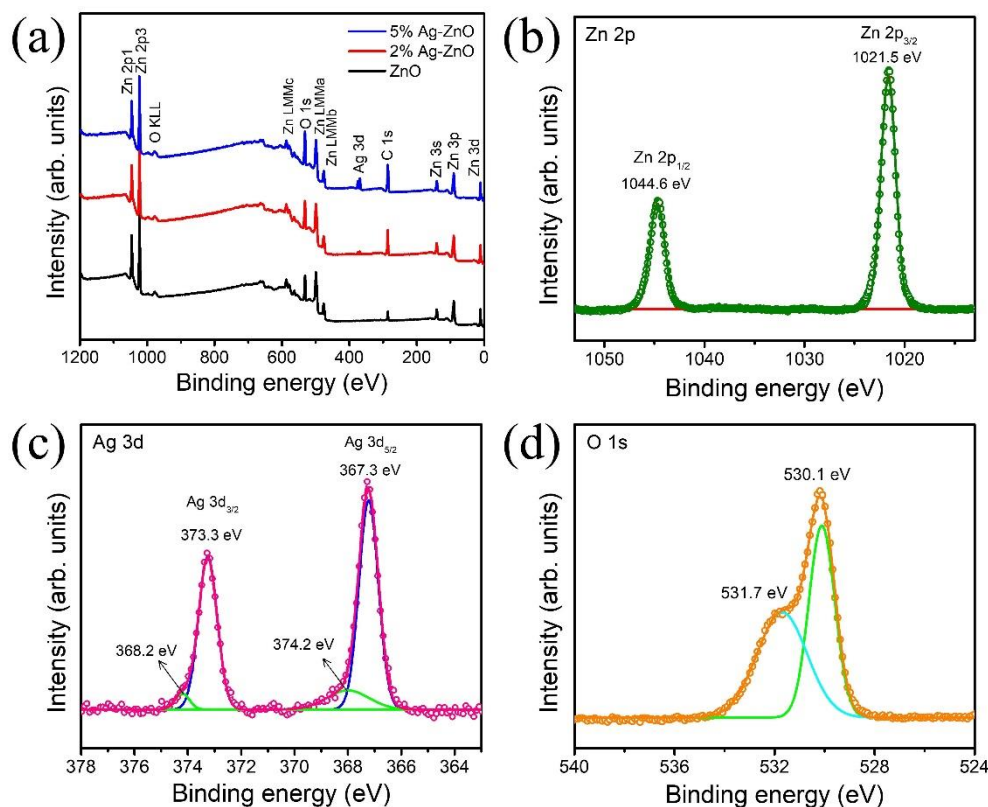 (a)
5% Ag-ZnO
2% Ag-ZnO
ZnO
Zn 2p1
Zn 2p3
O KLL
Zn LMMc
O 1s
Zn LMMa
Zn LMMb
Ag 3d
C 1s
Zn 3s
Zn 3p
Zn 3d
Intensity (arb. units)
1200 1000 800 600 400 200 0
Binding energy (eV)
(b)
Zn 2p
Zn 2p3/2
1021.5 eV
Zn 2p1/2
1044.6 eV
Intensity (arb. units)
1050 1040 1030 1020
Binding energy (eV)
(c)
Ag 3d
Ag 3d5/2
367.3 eV
Ag 3d3/2
373.3 eV
368.2 eV
374.2 eV
Intensity (arb. units)
378 376 374 372 370 368 366 364
Binding energy (eV)
(d)
O 1s
530.1 eV
531.7 eV
Intensity (arb. units)
540 536 532 528 524
Binding energy (eV)